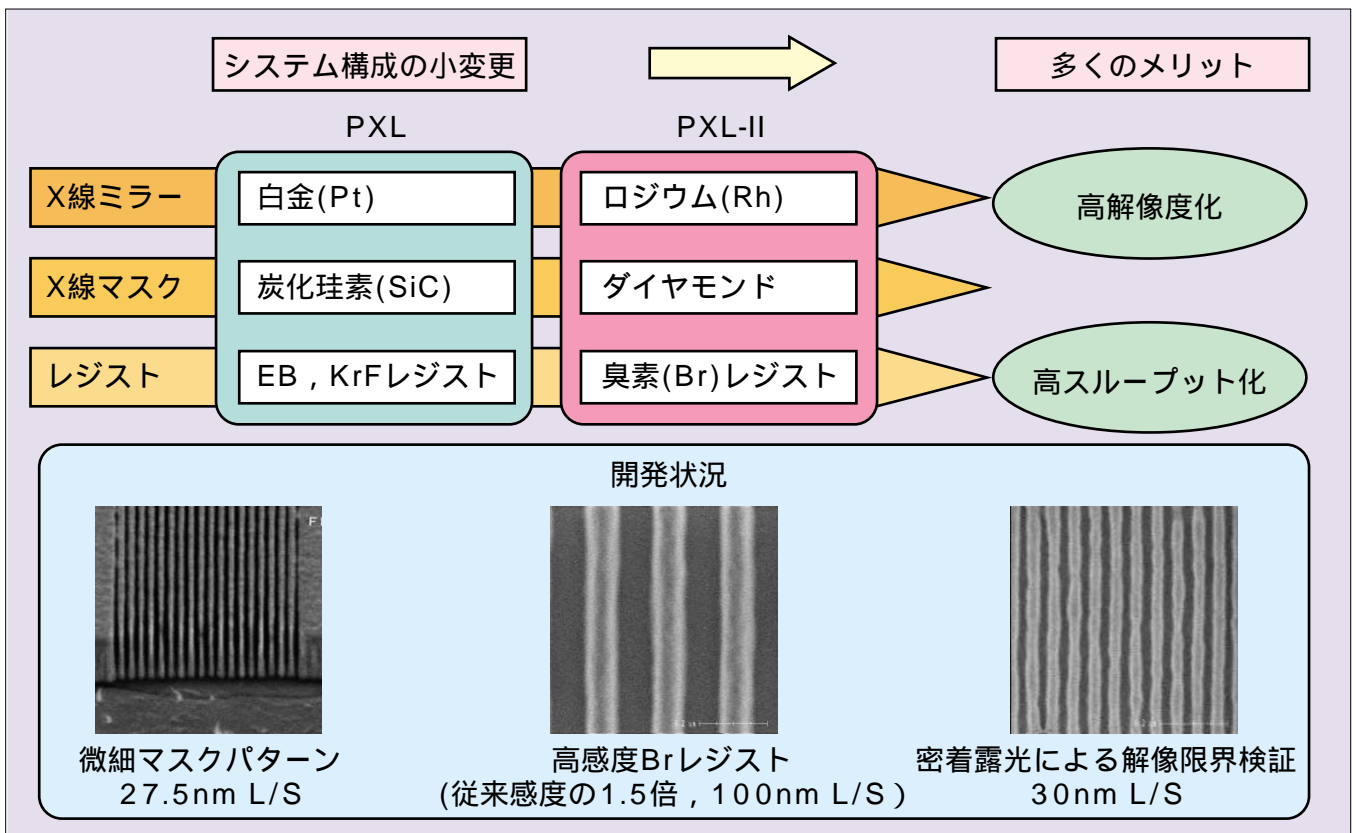 システム構成の小変更
多くのメリット
PXL
PXL-II
X線ミラー
白金(Pt)
ロジウム(Rh)
高解像度化
X線マスク
炭化珪素(SiC)
ダイヤモンド
レジスト
EB , KrFレジスト
臭素(Br)レジスト
高スループット化
開発状況
微細マスクパターン
27.5nm L/S
高感度Brレジスト
(従来感度の1.5倍 , 100nm L/S )
密着露光による解像限界検証
30nm L/S